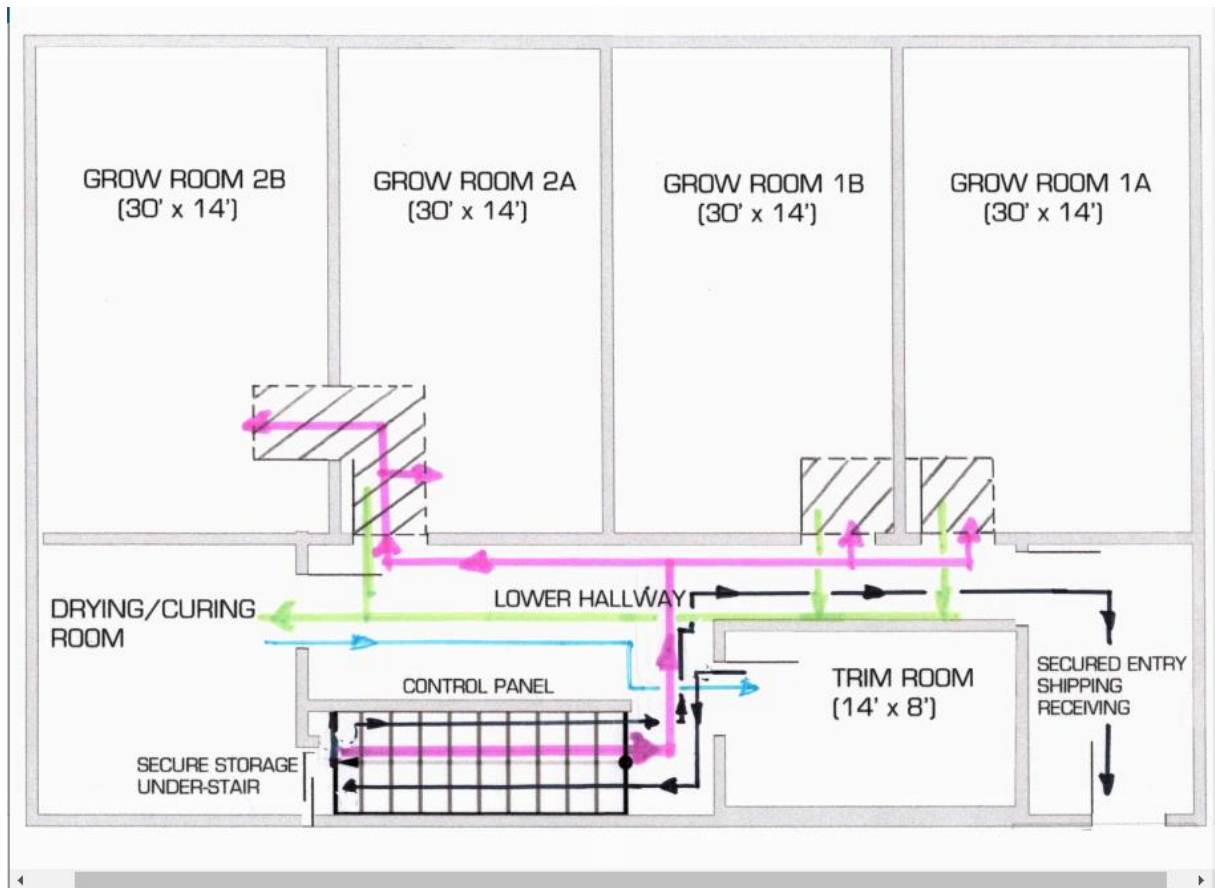 GROW ROOM 2B
(30' x 14')
GROW ROOM 2A
(30' x 14')
GROW ROOM 1B
(30' x 14')
GROW ROOM 1A
(30' x 14')
DRYING/CURING
ROOM
LOWER HALLWAY
CONTROL PANEL
SECURE STORAGE
UNDER-STAIR
TRIM ROOM
(14' x 8')
SECURED ENTRY
SHIPPING
RECEIVING